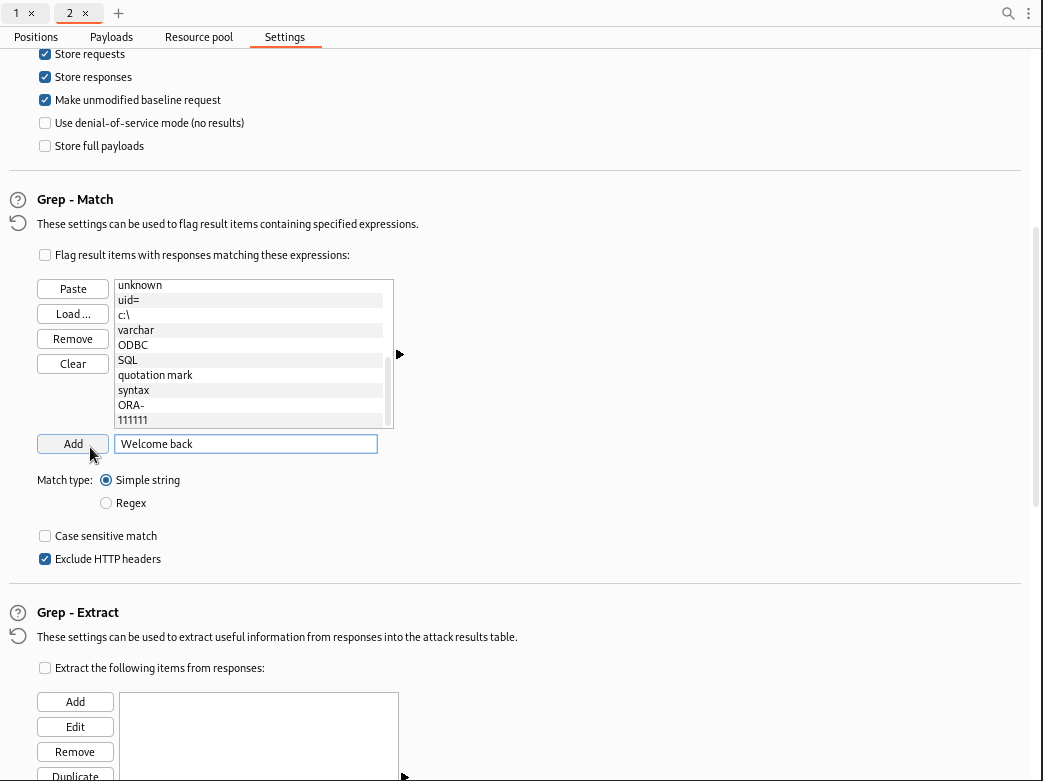 1 × 2 × +
Positions Payloads Resource pool Settings
Store requests
Store responses
Make unmodified baseline request
Use denial-of-service mode (no results)
Store full payloads
Grep - Match
These settings can be used to flag result items containing specified expressions.
Flag result items with responses matching these expressions:
Paste
Load ...
Remove
Clear
unknown
uid=
c:\
varchar
ODBC
SQL
quotation mark
syntax
ORA-
111111
Add Welcome back
Match type: Simple string
Regex
Case sensitive match
Exclude HTTP headers
Grep - Extract
These settings can be used to extract useful information from responses into the attack results table.
Extract the following items from responses:
Add
Edit
Remove
Duplicate